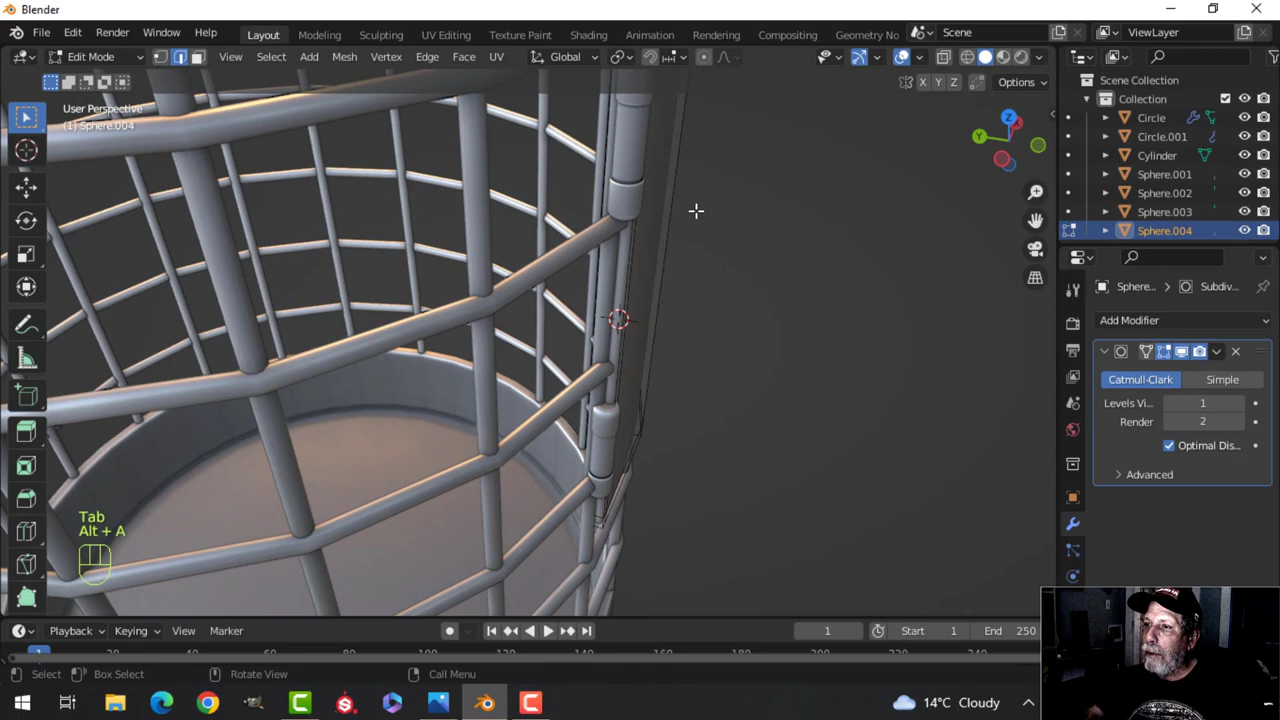 Blender
File Edit Render Window Help
Layout Modeling Sculpting UV Editing Texture Paint Shading Animation Rendering Compositing Geometry No
Scene ViewLayer
Edit Mode View Select Add Mesh Vertex Edge Face UV Global
X Y Z Options
User Perspective
(1) Sphere.004
Z
Y
Scene Collection
Collection
Circle
Circle.001
Cylinder
Sphere.001
Sphere.002
Sphere.003
Sphere.004
Sphere... Subdiv...
Add Modifier
Catmull-Clark Simple
Levels Vi... 1
Render 2
Optimal Dis...
Advanced
Tab
Alt + A
Playback Keying View Marker 1 Start 1 End 250
1
Select Box Select Rotate View Call Menu
14°C Cloudy